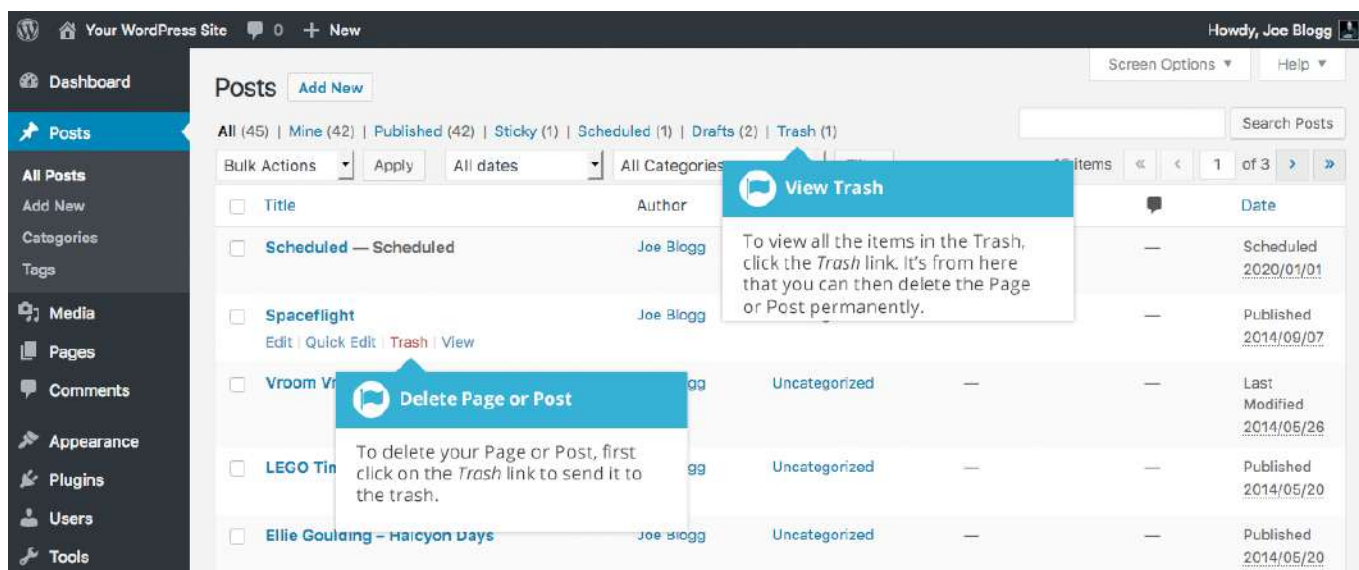 Your WordPress Site 0 + New Howdy, Joe Blogg
Screen Options ▼ Help ▼
Dashboard
Posts Add New
Posts
All (45) | Mine (42) | Published (42) | Sticky (1) | Scheduled (1) | Drafts (2) | Trash (1) Search Posts
Bulk Actions Apply All dates All Categories items « ‹ 1 of 3 › »
All Posts
Add New
Categories
Tags
Media
Pages
Comments
Appearance
Plugins
Users
Tools
Title Author Date
Scheduled — Scheduled Joe Blogg — Scheduled
2020/01/01
Spaceflight Joe Blogg — Published
2014/09/07
Edit | Quick Edit | Trash | View
Vroom Uncategorized — — Last
Modified
2014/05/26
LEGO Uncategorized — — Published
2014/05/20
Ellie Goulding – Halcyon Days Joe Blogg Uncategorized — — Published
2014/05/20
View Trash
To view all the items in the Trash,
click the Trash link. It's from here
that you can then delete the Page
or Post permanently.
Delete Page or Post
To delete your Page or Post, first
click on the Trash link to send it to
the trash.